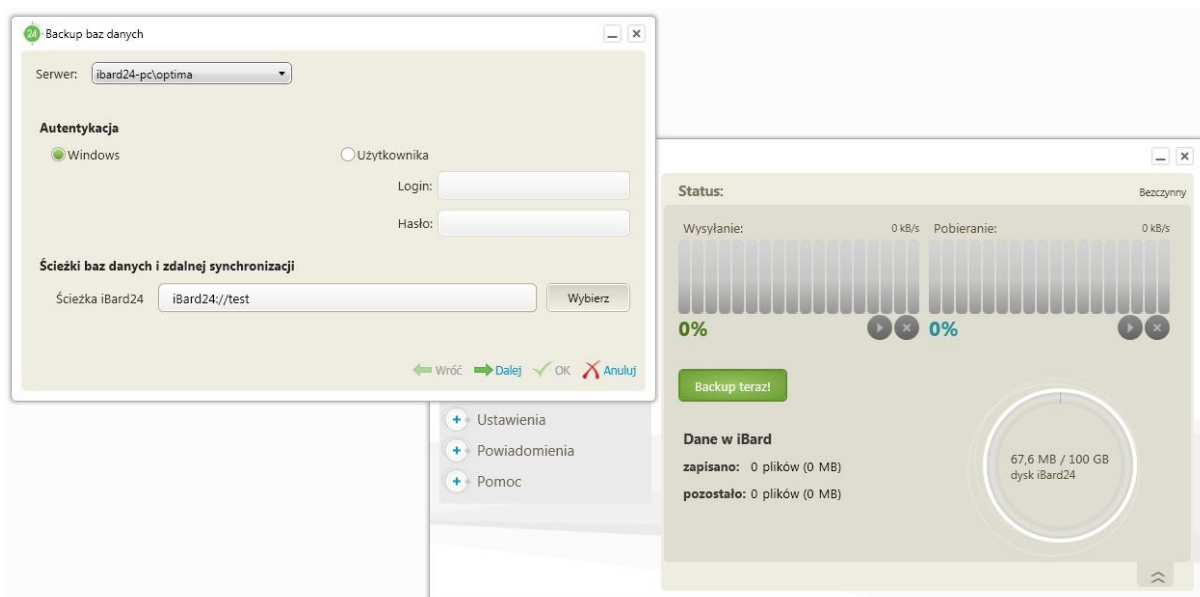 24 Backup baz danych
Serwer: ibard24-pc\optima
Autentykacja
Windows Użytkownika
Login:
Hasło:
Ścieżki baz danych i zdalnej synchronizacji
Ścieżka iBard24 iBard24://test Wybierz
Wróć Dalej OK Anuluj
Ustawienia
Powiadomienia
Pomoc
Status: Bezczynny
Wysyłanie: 0 kB/s Pobieranie: 0 kB/s
0% 0%
Backup teraz!
Dane w iBard
zapisano: 0 plików (0 MB)
pozostało: 0 plików (0 MB)
67,6 MB / 100 GB
dysk iBard24